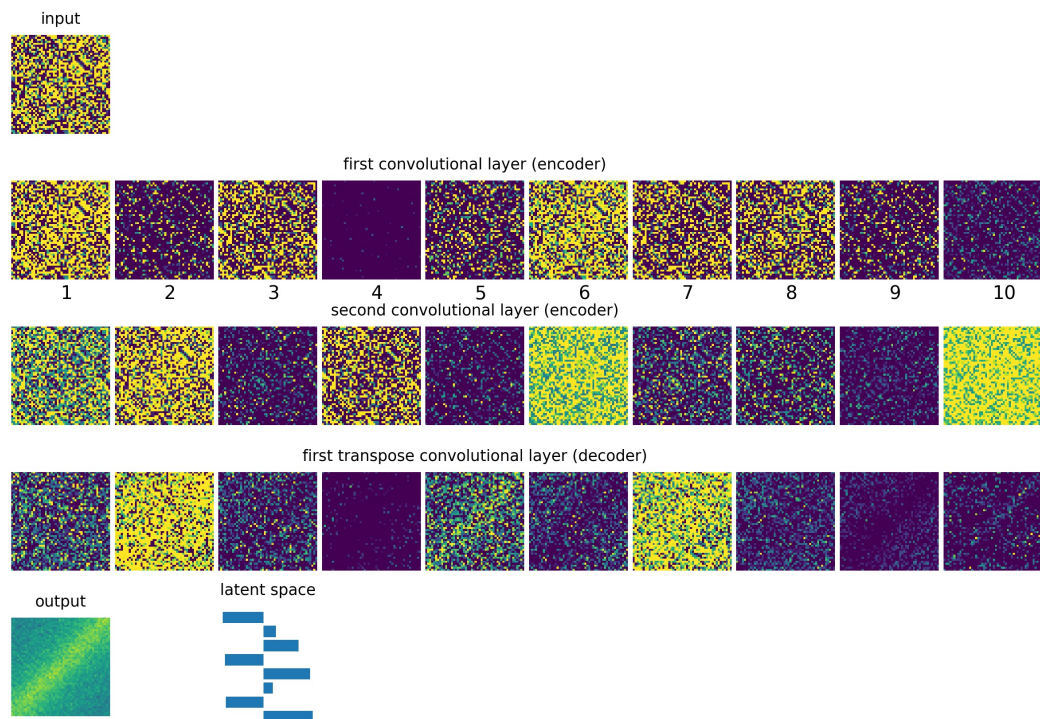 input
first convolutional layer (encoder)
1 2 3 4 5 6 7 8 9 10
second convolutional layer (encoder)
first transpose convolutional layer (decoder)
output
latent space